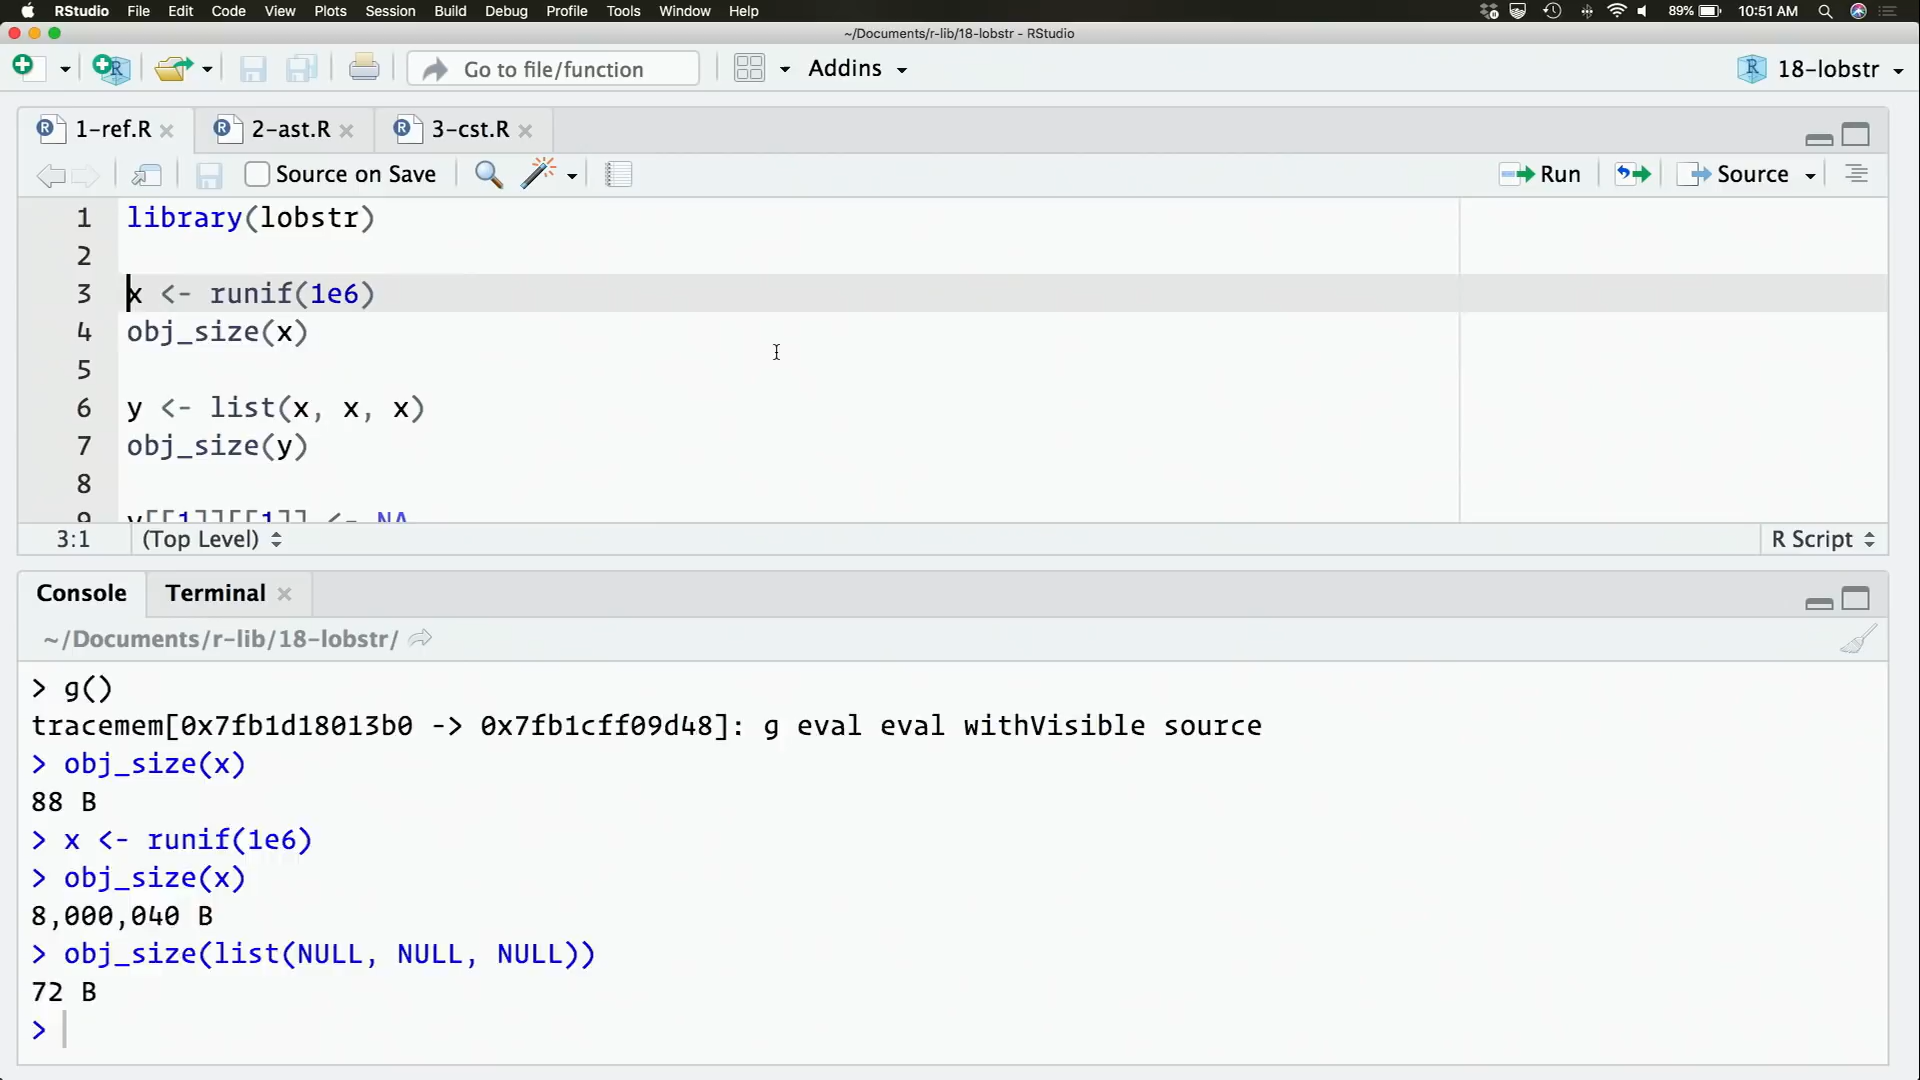 RStudio File Edit Code View Plots Session Build Debug Profile Tools Window Help 89% 10:51 AM
~/Documents/r-lib/18-lobstr - RStudio
Go to file/function Addins 18-lobstr
1-ref.R 2-ast.R 3-cst.R
Source on Save Run Source
1 library(lobstr)
2
3 x <- runif(1e6)
4 obj_size(x)
5
6 y <- list(x, x, x)
7 obj_size(y)
8
9 y[[1]][[1]] <- NA
3:1 (Top Level) R Script
Console Terminal
~/Documents/r-lib/18-lobstr/
> g()
tracemem[0x7fb1d18013b0 -> 0x7fb1cff09d48]: g eval eval withVisible source
> obj_size(x)
88 B
> x <- runif(1e6)
> obj_size(x)
8,000,040 B
> obj_size(list(NULL, NULL, NULL))
72 B
>